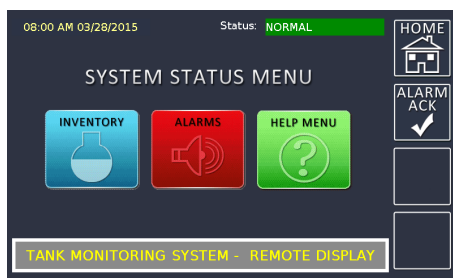 08:00 AM 03/28/2015 Status: NORMAL
HOME
SYSTEM STATUS MENU
ALARM
ACK
INVENTORY ALARMS HELP MENU
?
TANK MONITORING SYSTEM - REMOTE DISPLAY